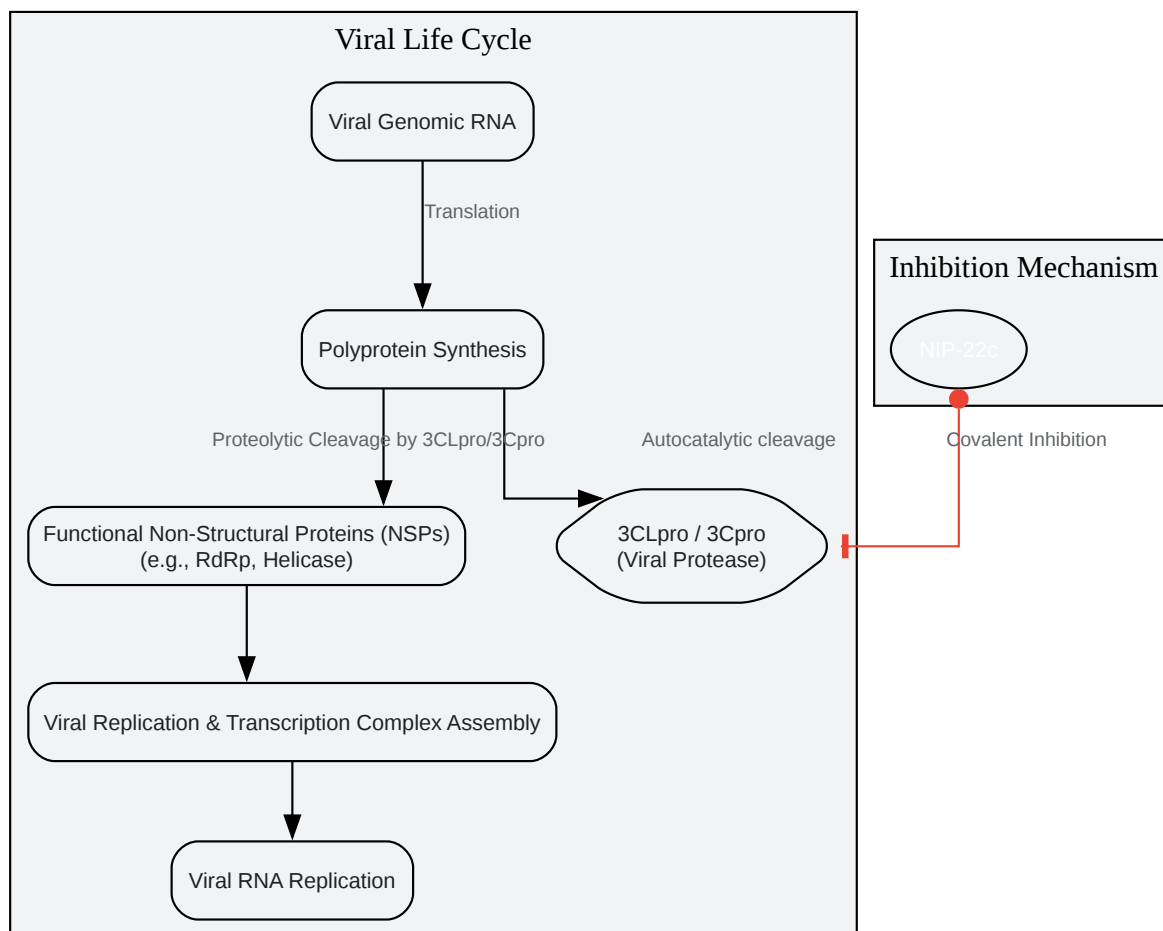 Viral Life Cycle
Viral Genomic RNA
Translation
Inhibition Mechanism
NIP-22c
Polyprotein Synthesis
Proteolytic Cleavage by 3CLpro/3Cpro
Autocatalytic cleavage
Covalent Inhibition
Functional Non-Structural Proteins (NSPs)
(e.g., RdRp, Helicase)
3CLpro / 3Cpro
(Viral Protease)
Viral Replication & Transcription Complex Assembly
Viral RNA Replication